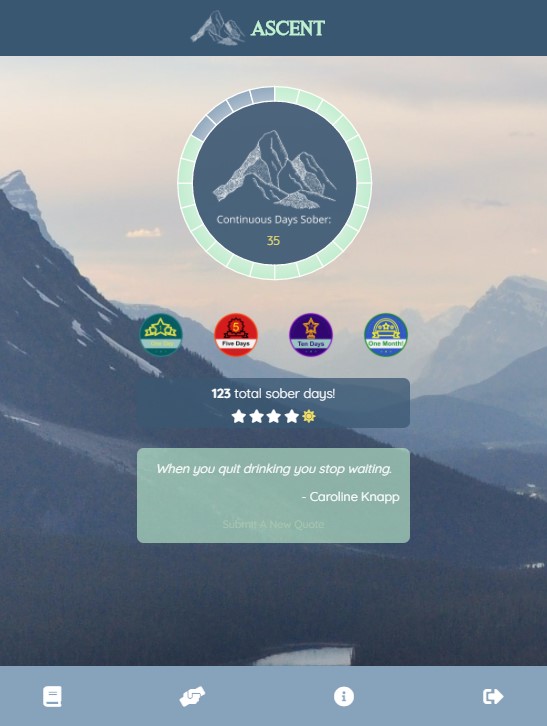 ASCENT
Continuous Days Sober:
35
One Day
5
Five Days
Ten Days
One Month!
123 total sober days!
When you quit drinking you stop waiting.
- Caroline Knapp
Submit A New Quote